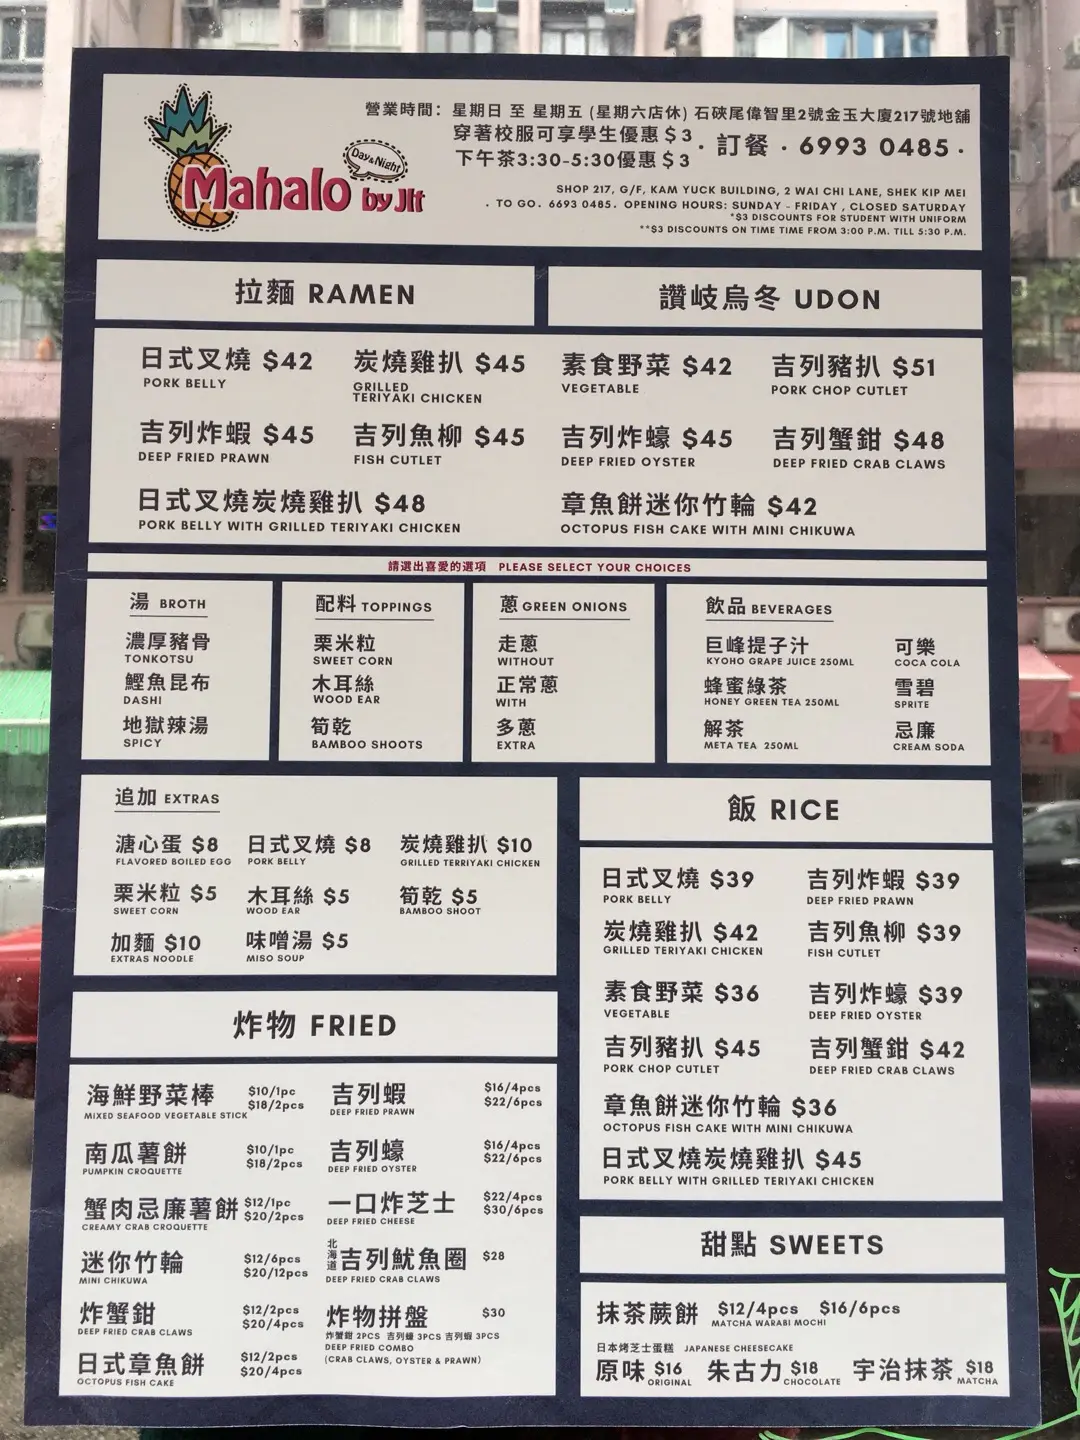 Mahalo by Jlt
Day & Night
營業時間：星期日 至 星期五 (星期六店休) 石硤尾偉智里2號金玉大廈217號地舖
穿著校服可享學生優惠＄3
下午茶3:30-5:30優惠＄3
· 訂餐 · 6993 0485 ·
SHOP 217, G/F, KAM YUCK BUILDING, 2 WAI CHI LANE, SHEK KIP MEI
. TO GO. 6693 0485. OPENING HOURS: SUNDAY - FRIDAY , CLOSED SATURDAY
*$3 DISCOUNTS FOR STUDENT WITH UNIFORM
**$3 DISCOUNTS ON TIME TIME FROM 3:00 P.M. TILL 5:30 P.M.
拉麵 RAMEN
讚岐烏冬 UDON
日式叉燒 $42
PORK BELLY
炭燒雞扒 $45
GRILLED
TERIYAKI CHICKEN
素食野菜 $42
VEGETABLE
吉列豬扒 $51
PORK CHOP CUTLET
吉列炸蝦 $45
DEEP FRIED PRAWN
吉列魚柳 $45
FISH CUTLET
吉列炸蠔 $45
DEEP FRIED OYSTER
吉列蟹鉗 $48
DEEP FRIED CRAB CLAWS
日式叉燒炭燒雞扒 $48
PORK BELLY WITH GRILLED TERIYAKI CHICKEN
章魚餅迷你竹輪 $42
OCTOPUS FISH CAKE WITH MINI CHIKUWA
請選出喜愛的選項 PLEASE SELECT YOUR CHOICES
湯 BROTH
濃厚豬骨
TONKOTSU
鰹魚昆布
DASHI
地獄辣湯
SPICY
配料 TOPPINGS
栗米粒
SWEET CORN
木耳絲
WOOD EAR
筍乾
BAMBOO SHOOTS
蔥 GREEN ONIONS
走蔥
WITHOUT
正常蔥
WITH
多蔥
EXTRA
飲品 BEVERAGES
巨峰提子汁
KYOHO GRAPE JUICE 250ML
可樂
COCA COLA
蜂蜜綠茶
HONEY GREEN TEA 250ML
雪碧
SPRITE
解茶
META TEA 250ML
忌廉
CREAM SODA
追加 EXTRAS
溏心蛋 $8
FLAVORED BOILED EGG
日式叉燒 $8
PORK BELLY
炭燒雞扒 $10
GRILLED TERRIYAKI CHICKEN
栗米粒 $5
SWEET CORN
木耳絲 $5
WOOD EAR
筍乾 $5
BAMBOO SHOOT
加麵 $10
EXTRAS NOODLE
味噌湯 $5
MISO SOUP
炸物 FRIED
海鮮野菜棒 $10/1pc
$18/2pcs
MIXED SEAFOOD VEGETABLE STICK
吉列蝦 $16/4pcs
$22/6pcs
DEEP FRIED PRAWN
南瓜薯餅 $10/1pc
$18/2pcs
PUMPKIN CROQUETTE
吉列蠔 $16/4pcs
$22/6pcs
DEEP FRIED OYSTER
蟹肉忌廉薯餅 $12/1pc
$20/2pcs
CREAMY CRAB CROQUETTE
一口炸芝士 $22/4pcs
$30/6pcs
DEEP FRIED CHEESE
迷你竹輪 $12/6pcs
$20/12pcs
MINI CHIKUWA
北海道吉列魷魚圈 $28
DEEP FRIED CRAB CLAWS
炸蟹鉗 $12/2pcs
$20/4pcs
DEEP FRIED CRAB CLAWS
炸物拼盤 $30
炸蟹鉗 2PCS 吉列蠔 3PCS 吉列蝦 3PCS
DEEP FRIED COMBO
(CRAB CLAWS, OYSTER & PRAWN)
日式章魚餅 $12/2pcs
$20/4pcs
OCTOPUS FISH CAKE
飯 RICE
日式叉燒 $39
PORK BELLY
吉列炸蝦 $39
DEEP FRIED PRAWN
炭燒雞扒 $42
GRILLED TERIYAKI CHICKEN
吉列魚柳 $39
FISH CUTLET
素食野菜 $36
VEGETABLE
吉列炸蠔 $39
DEEP FRIED OYSTER
吉列豬扒 $45
PORK CHOP CUTLET
吉列蟹鉗 $42
DEEP FRIED CRAB CLAWS
章魚餅迷你竹輪 $36
OCTOPUS FISH CAKE WITH MINI CHIKUWA
日式叉燒炭燒雞扒 $45
PORK BELLY WITH GRILLED TERIYAKI CHICKEN
甜點 SWEETS
抹茶蕨餅 $12/4pcs $16/6pcs
MATCHA WARABI MOCHI
日本烤芝士蛋糕 JAPANESE CHEESECAKE
原味 $16 ORIGINAL
朱古力 $18 CHOCOLATE
宇治抹茶 $18 MATCHA